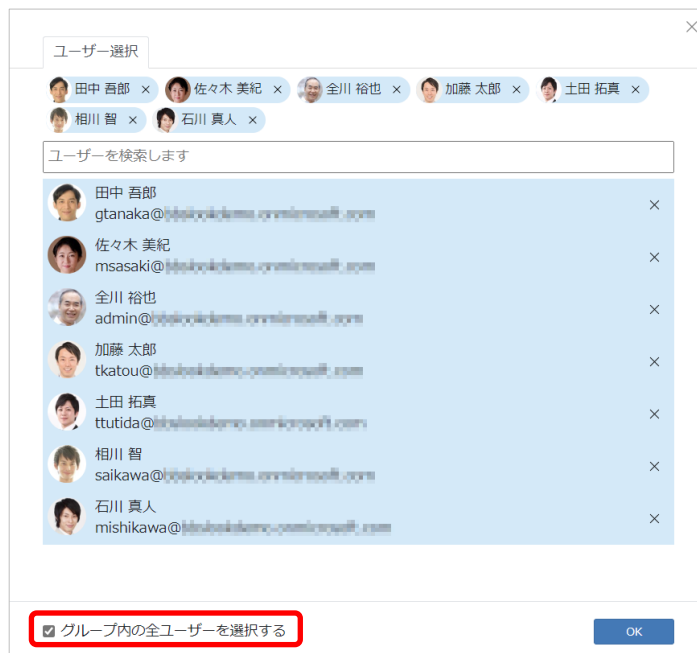 ユーザー選択
田中 吾郎 × 佐々木 美紀 × 全川 裕也 × 加藤 太郎 × 土田 拓真 ×
相川 智 × 石川 真人 ×
ユーザーを検索します
田中 吾郎
gtanaka@
佐々木 美紀
msasaki@
全川 裕也
admin@
加藤 太郎
tkatou@
土田 拓真
ttutida@
相川 智
saikawa@
石川 真人
mishikawa@
グループ内の全ユーザーを選択する
OK